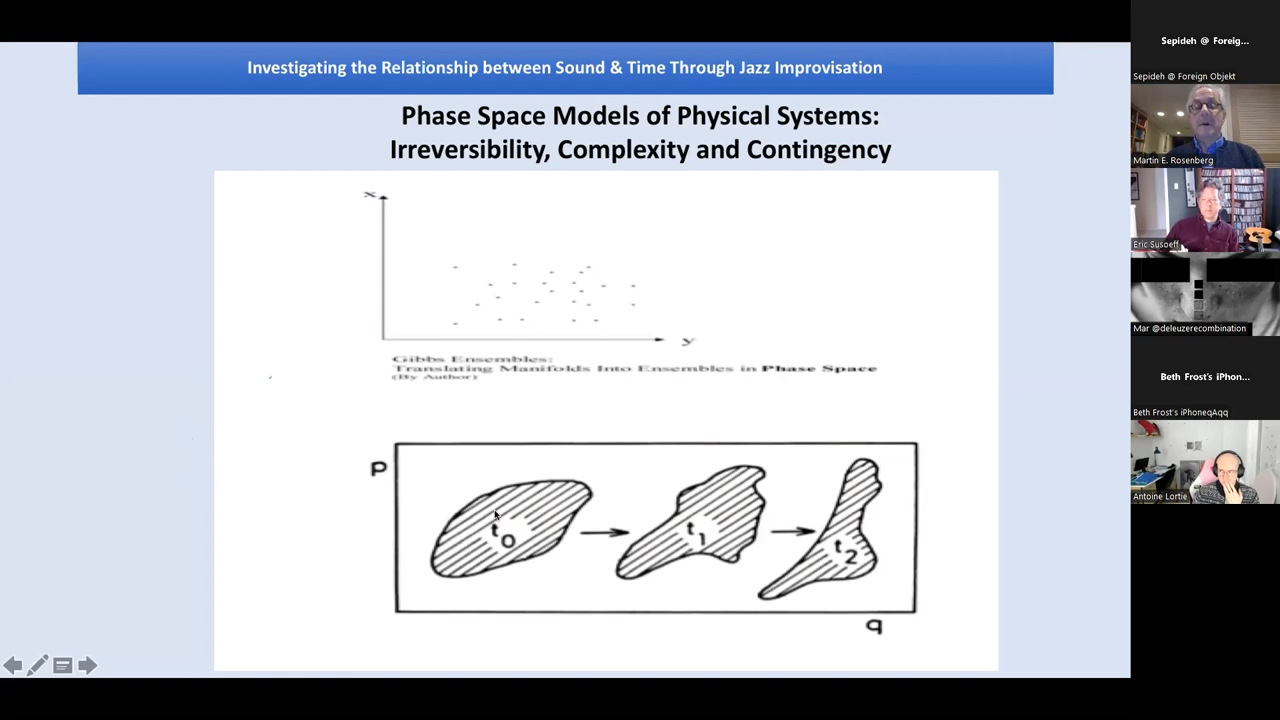 Investigating the Relationship between Sound & Time Through Jazz Improvisation
Phase Space Models of Physical Systems:
Irreversibility, Complexity and Contingency
x
y
Gibbs Ensembles:
Translating Manifolds Into Ensembles in Phase Space
(By Author)
p
t0
t1
t2
q
Sepideh @ Foreig...
Sepideh @ Foreign Objekt
Martin E. Rosenberg
Eric Susoeff
Mar @deleuzerecombination
Beth Frost's iPhon...
Beth Frost's iPhoneqAqq
Antoine Lortie